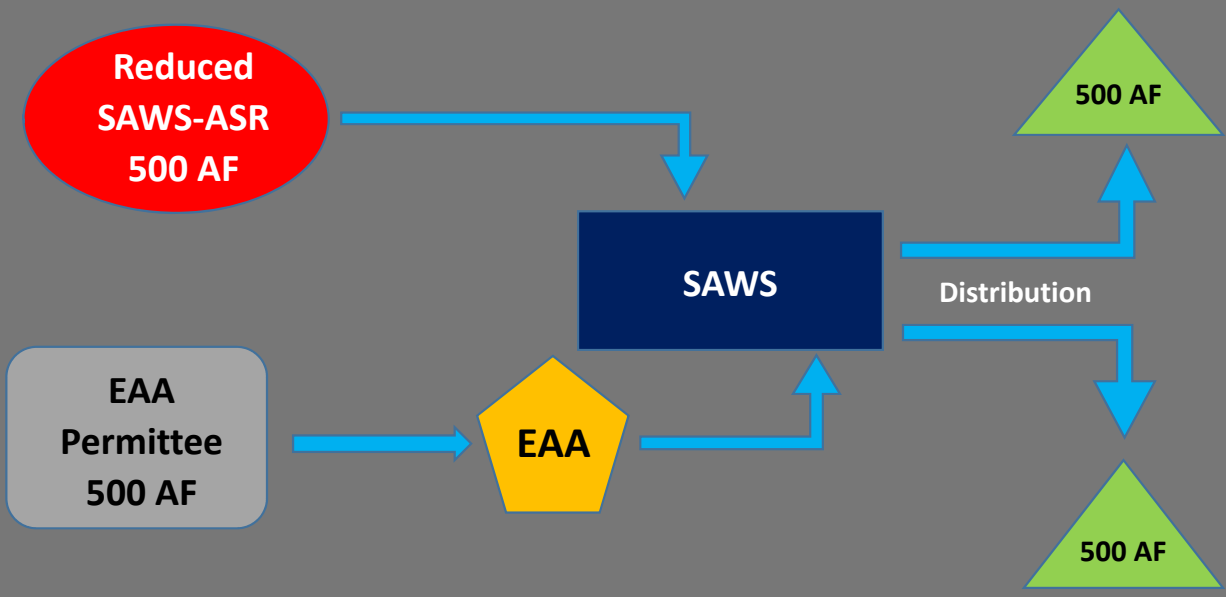 Reduced
SAWS-ASR
500 AF
500 AF
SAWS
Distribution
EAA
Permittee
500 AF
EAA
500 AF